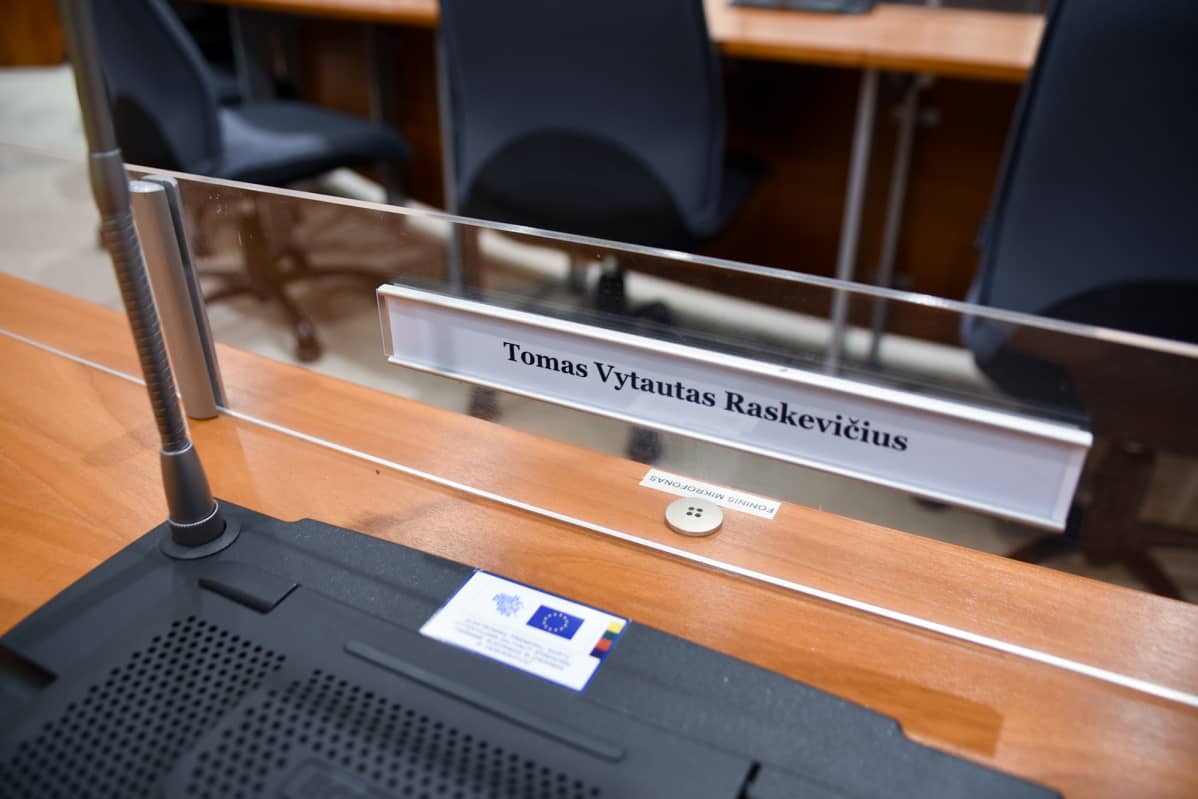 Tomas Vytautas Raskevičius
FONINIS MIKROFONAS